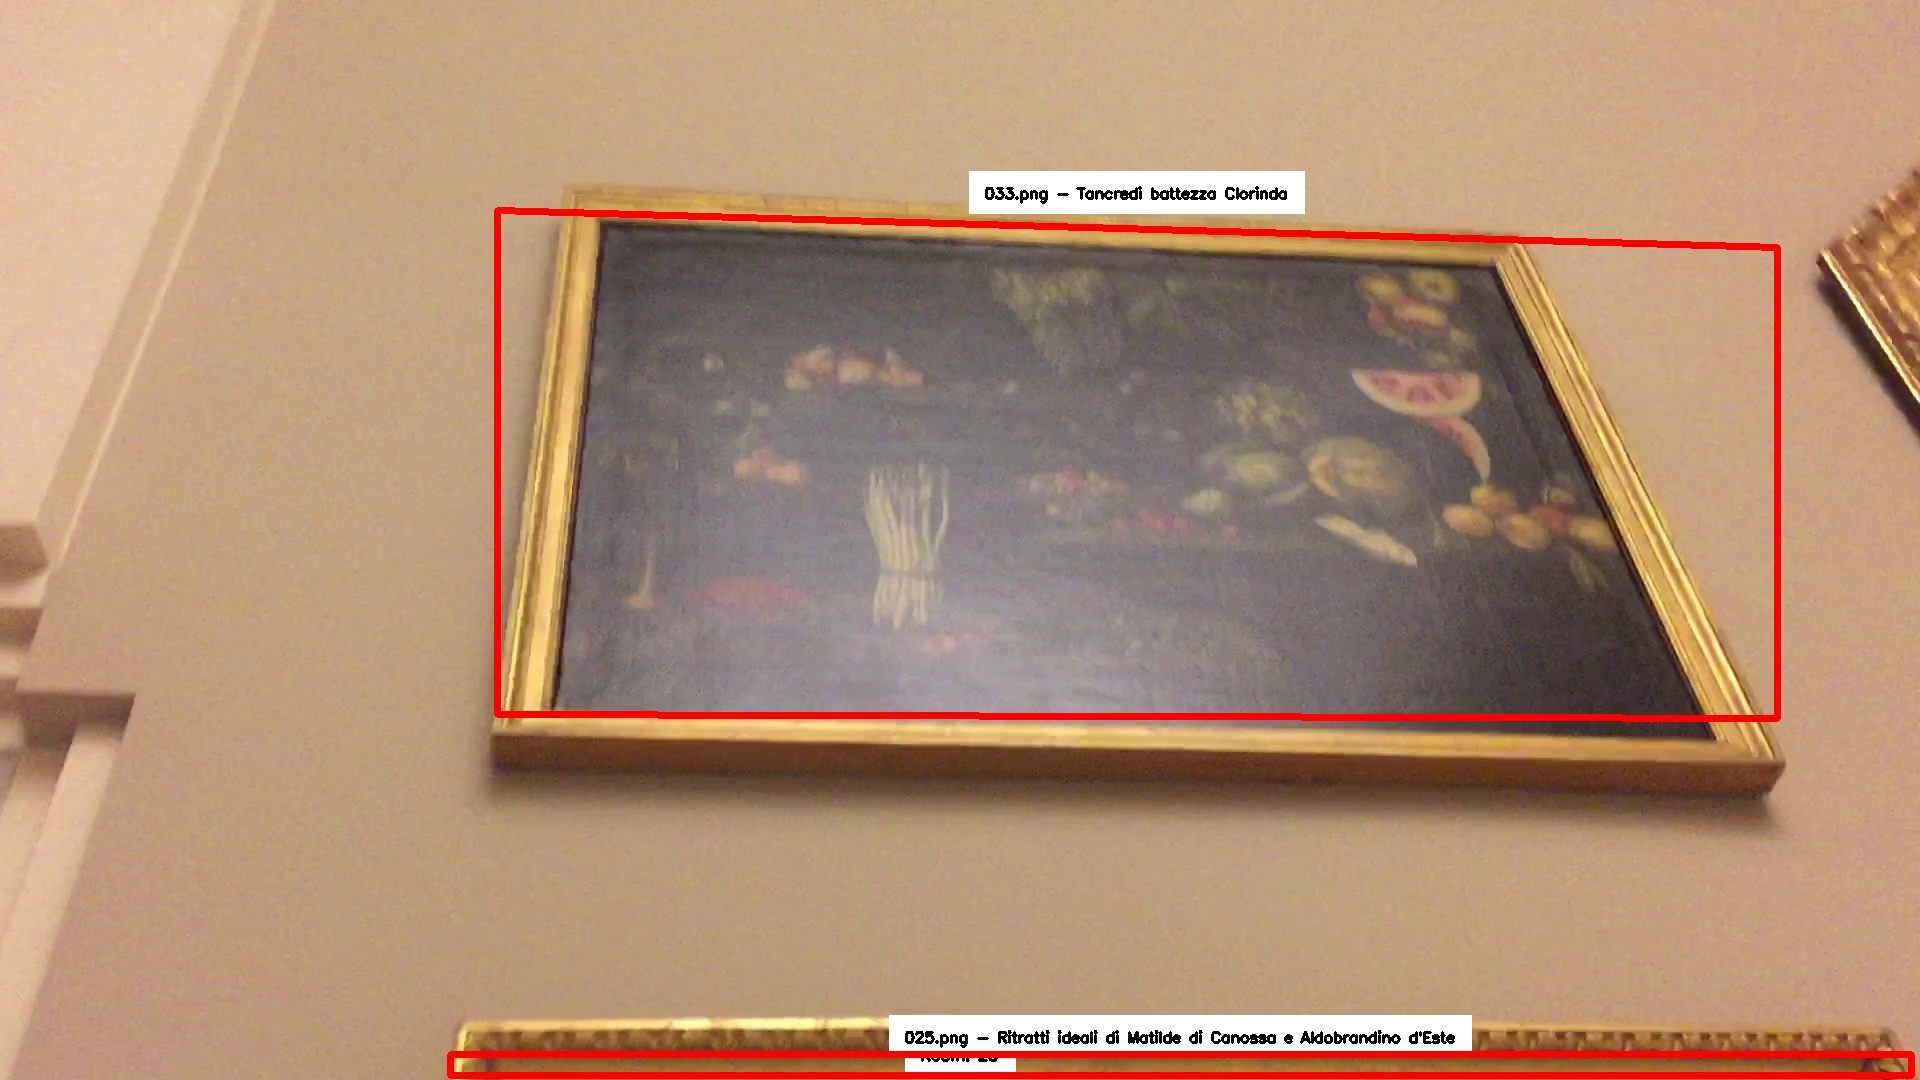 033.png - Tancredi battezza Clorinda
025.png - Ritratti ideali di Matilde di Canossa e Aldobrandino d'Este